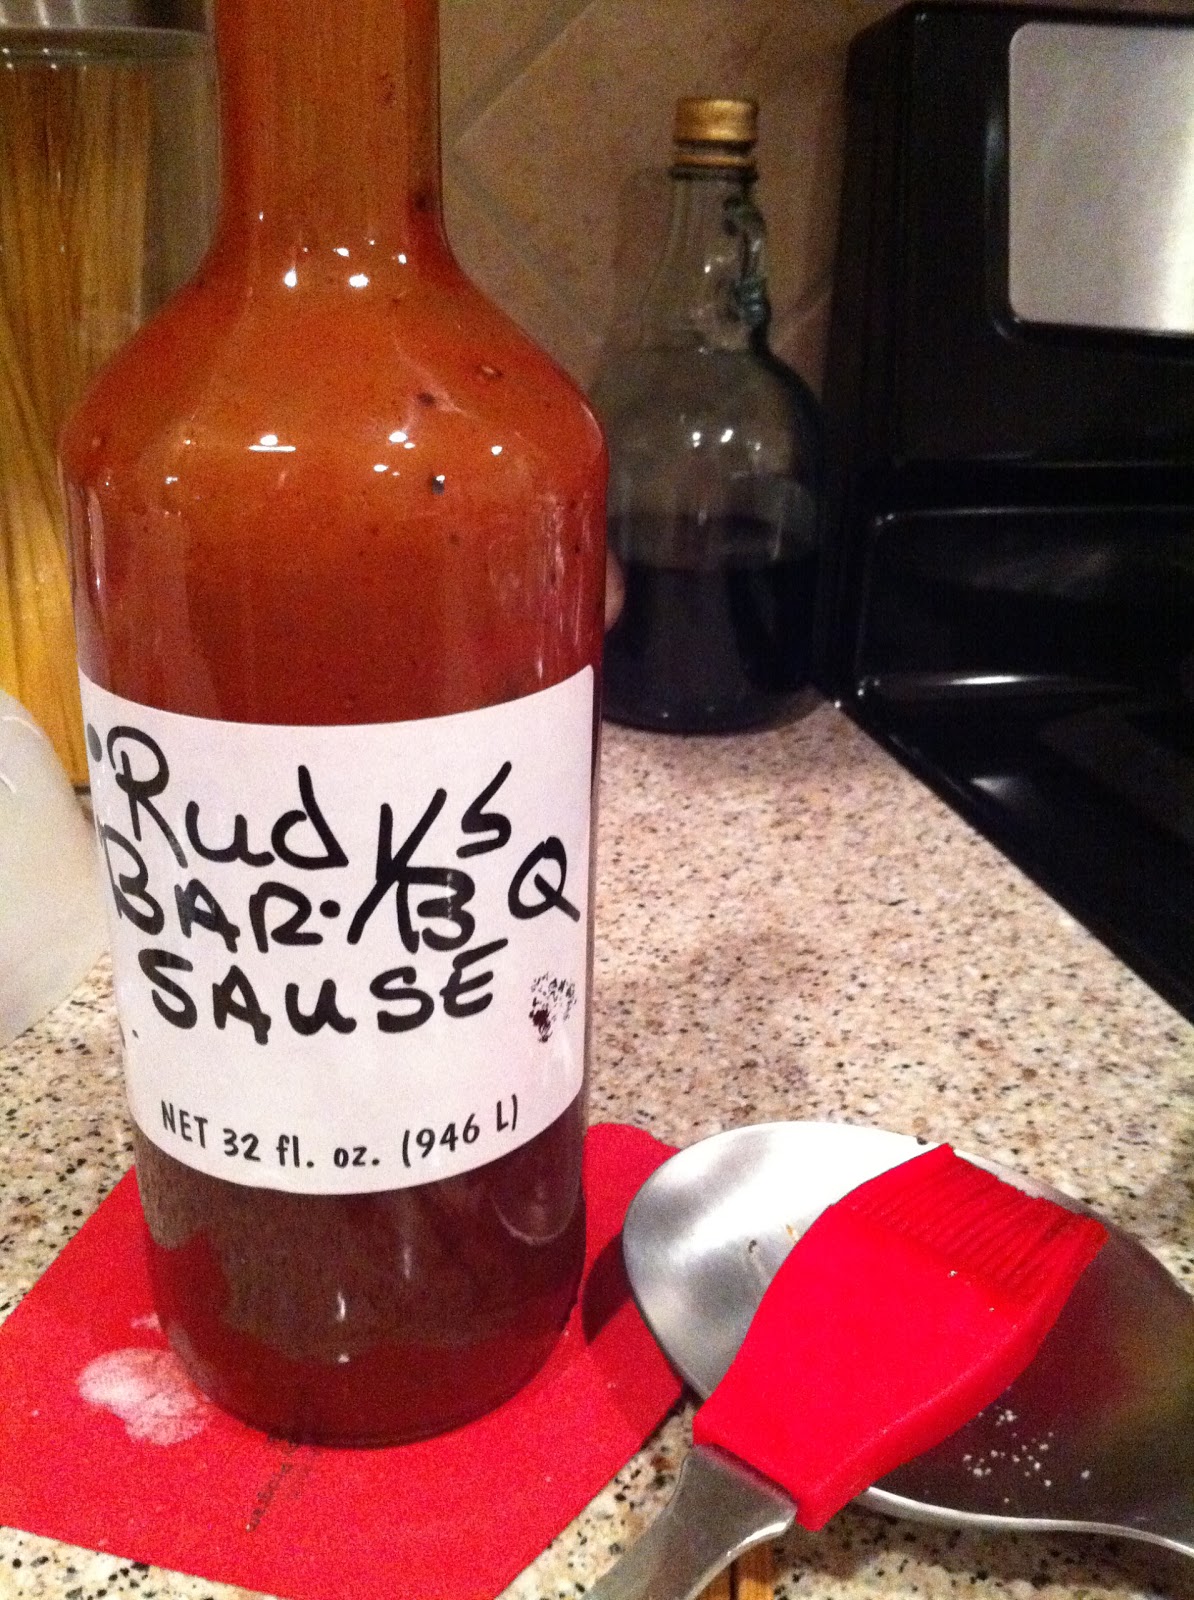 Rudy's
BAR·B Q
SAUSE
NET 32 fl. oz. (946 L)